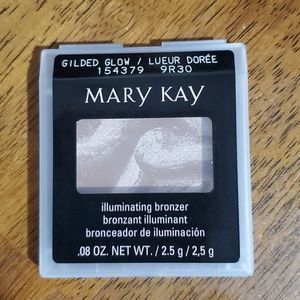 GILDED GLOW / LUEUR DORÉE
154379 9R30
MARY KAY
illuminating bronzer
bronzant illuminant
bronceador de iluminación
.08 OZ. NET WT. / 2.5 g / 2,5 g